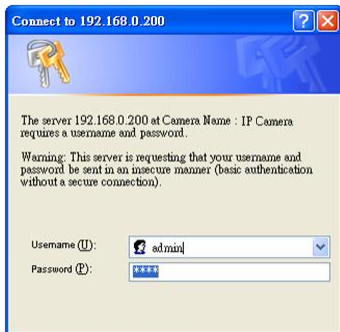 Connect to 192.168.0.200
The server 192.168.0.200 at Camera Name : IP Camera
requires a username and password.
Warning: This server is requesting that your username and
password be sent in an insecure manner (basic authentication
without a secure connection).
Username (U): admin
Password (P): ****